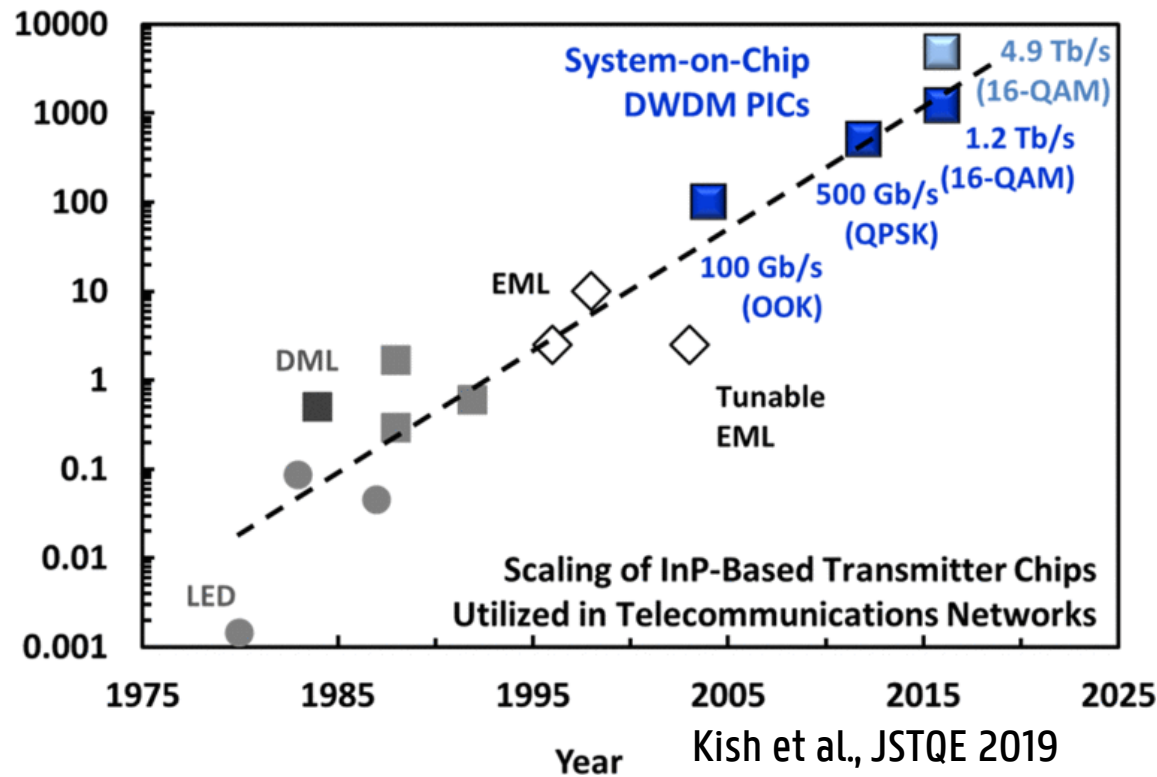 10000
1000
100
10
1
0.1
0.01
0.001
System-on-Chip
DWDM PICs
4.9 Tb/s
(16-QAM)
1.2 Tb/s
(16-QAM)
500 Gb/s
(QPSK)
100 Gb/s
(OOK)
EML
DML
Tunable
EML
LED
Scaling of InP-Based Transmitter Chips
Utilized in Telecommunications Networks
1975 1985 1995 2005 2015 2025
Year
Kish et al., JSTQE 2019